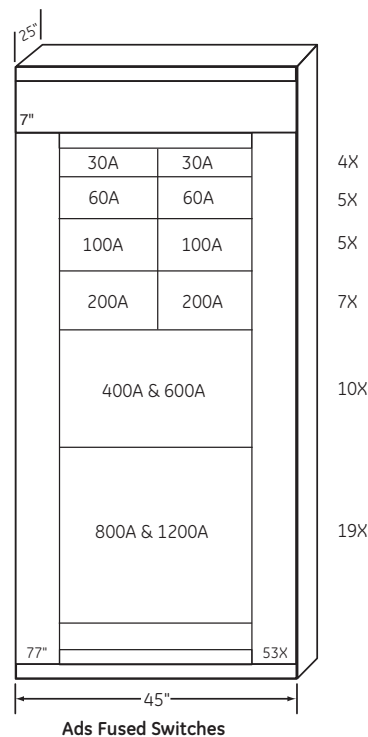 25"
7"
30A 30A 4X
60A 60A 5X
100A 100A 5X
200A 200A 7X
400A & 600A 10X
800A & 1200A 19X
77" 53X
45"
Ads Fused Switches